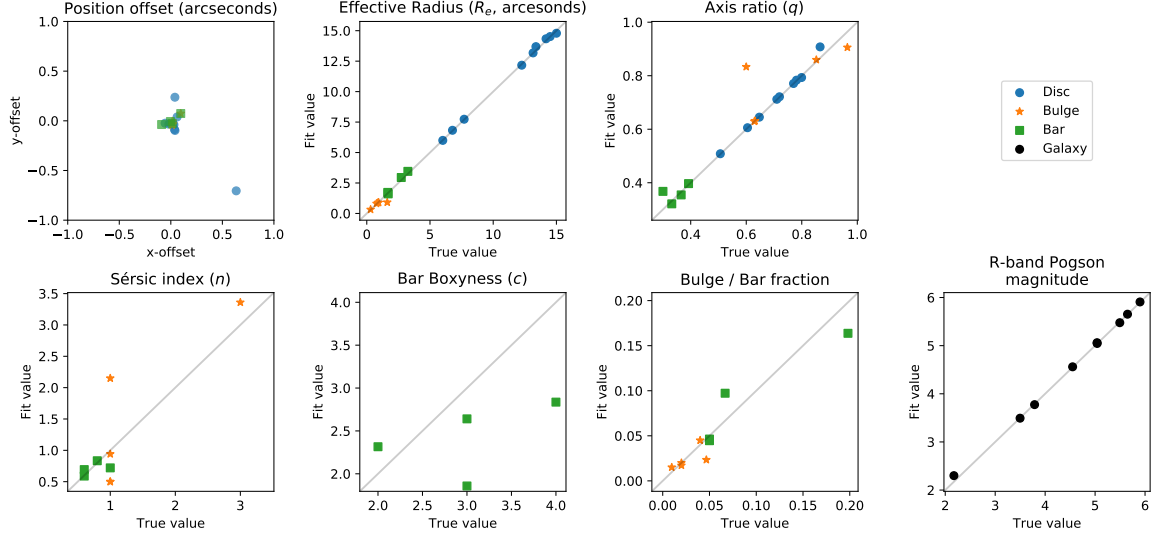 Position offset (arcseconds)
1.0
0.5
0.0
−0.5
−1.0
y-offset
−1.0 −0.5 0.0 0.5 1.0
x-offset
Effective Radius (Re, arcesonds)
15.0
12.5
10.0
7.5
5.0
2.5
0.0
Fit value
0 5 10 15
True value
Axis ratio (q)
1.0
0.8
0.6
0.4
Fit value
0.4 0.6 0.8 1.0
True value
Disc
Bulge
Bar
Galaxy
Sérsic index (n)
3.5
3.0
2.5
2.0
1.5
1.0
0.5
Fit value
1 2 3
True value
Bar Boxyness (c)
4.0
3.5
3.0
2.5
2.0
Fit value
2.0 2.5 3.0 3.5 4.0
True value
Bulge / Bar fraction
0.20
0.15
0.10
0.05
0.00
Fit value
0.00 0.05 0.10 0.15 0.20
True value
R-band Pogson
magnitude
6
5
4
3
2
Fit value
2 3 4 5 6
True value